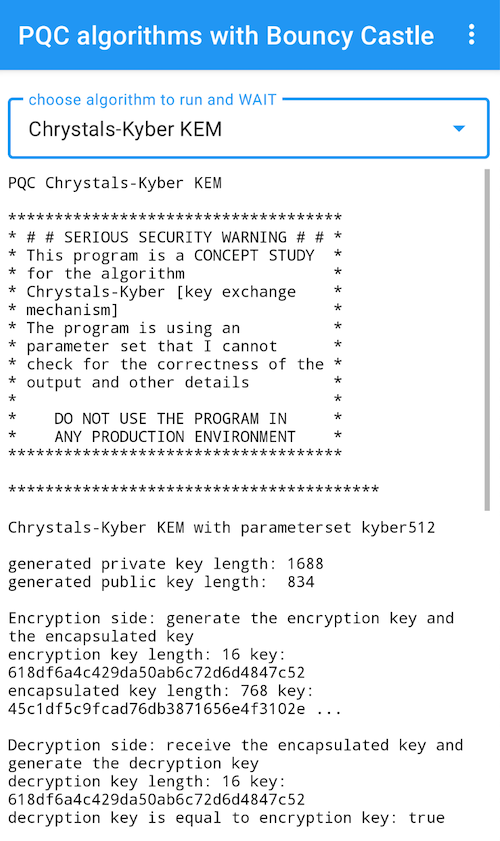 PQC algorithms with Bouncy Castle
choose algorithm to run and WAIT
Chrystals-Kyber KEM
PQC Chrystals-Kyber KEM
************************************
* # # SERIOUS SECURITY WARNING # # *
* This program is a CONCEPT STUDY  *
* for the algorithm                *
* Chrystals-Kyber [key exchange    *
* mechanism]                       *
* The program is using an          *
* parameter set that I cannot      *
* check for the correctness of the *
* output and other details         *
*                                  *
*    DO NOT USE THE PROGRAM IN     *
*    ANY PRODUCTION ENVIRONMENT    *
************************************
****************************************
Chrystals-Kyber KEM with parameterset kyber512
generated private key length: 1688
generated public key length:  834
Encryption side: generate the encryption key and
the encapsulated key
encryption key length: 16 key:
618df6a4c429da50ab6c72d6d4847c52
encapsulated key length: 768 key:
45c1df5c9fcad76db3871656e4f3102e ...
Decryption side: receive the encapsulated key and
generate the decryption key
decryption key length: 16 key:
618df6a4c429da50ab6c72d6d4847c52
decryption key is equal to encryption key: true